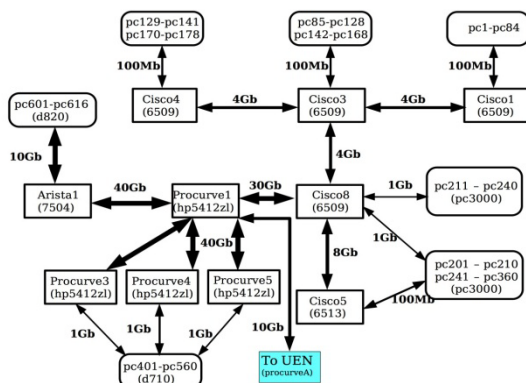 pc129-pc141
pc170-pc178
pc85-pc128
pc142-pc168
pc1-pc84
100Mb
100Mb
100Mb
pc601-pc616
(d820)
Cisco4
(6509)
4Gb
Cisco3
(6509)
4Gb
Cisco1
(6509)
10Gb
4Gb
Arista1
(7504)
40Gb
Procurve1
(hp5412zl)
30Gb
Cisco8
(6509)
1Gb
pc211 – pc240
(pc3000)
40Gb
8Gb
1Gb
Procurve3
(hp5412zl)
Procurve4
(hp5412zl)
Procurve5
(hp5412zl)
pc201 – pc210
pc241 – pc360
(pc3000)
Cisco5
(6513)
100Mb
1Gb
1Gb
1Gb
10Gb
pc401-pc560
(d710)
To UEN
(procurveA)